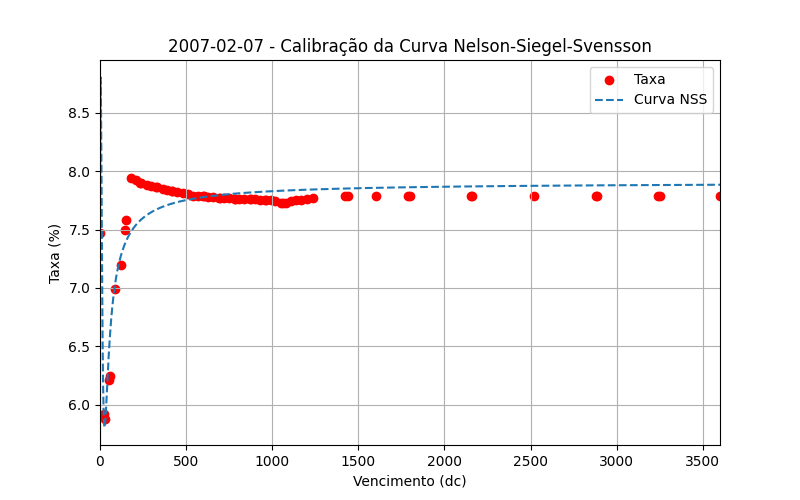 2007-02-07 - Calibração da Curva Nelson-Siegel-Svensson
Taxa
Curva NSS
8.5
8.0
7.5
7.0
6.5
6.0
Taxa (%)
0 500 1000 1500 2000 2500 3000 3500
Vencimento (dc)